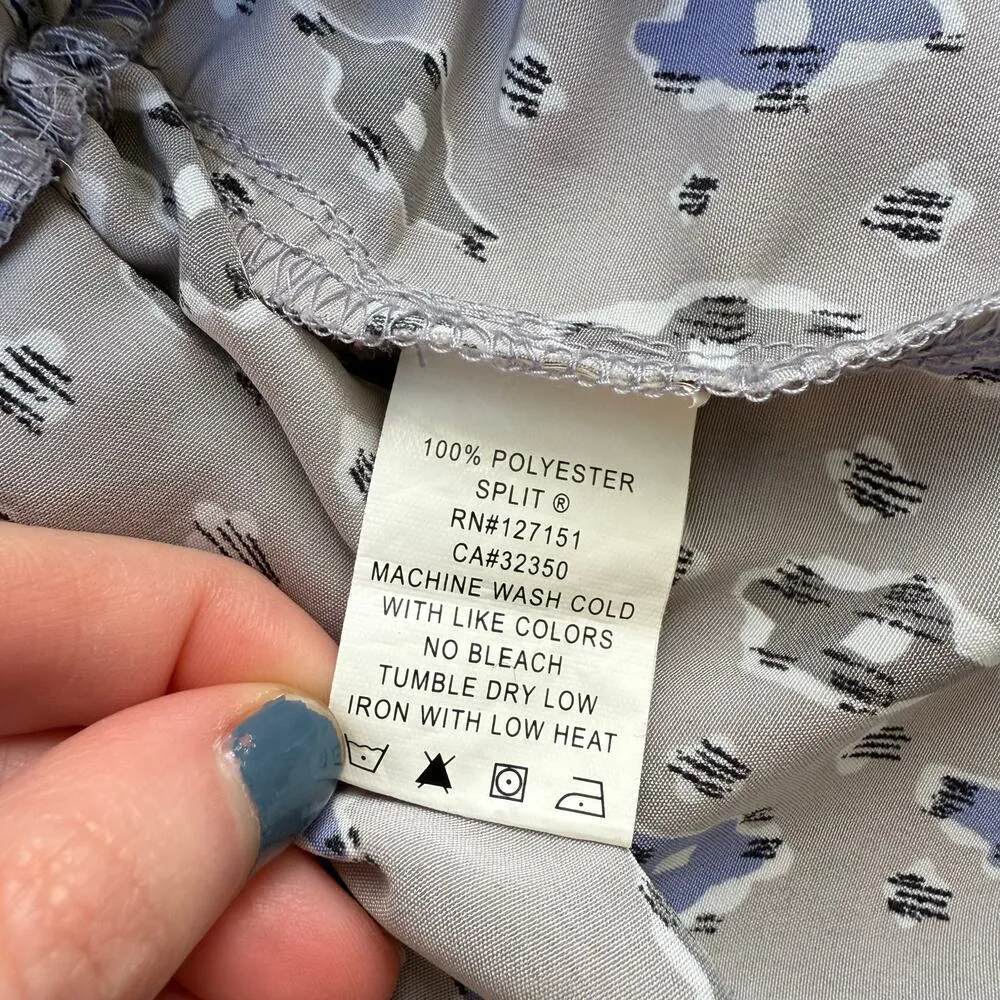 100% POLYESTER
SPLIT ®
RN#127151
CA#32350
MACHINE WASH COLD
WITH LIKE COLORS
NO BLEACH
TUMBLE DRY LOW
IRON WITH LOW HEAT